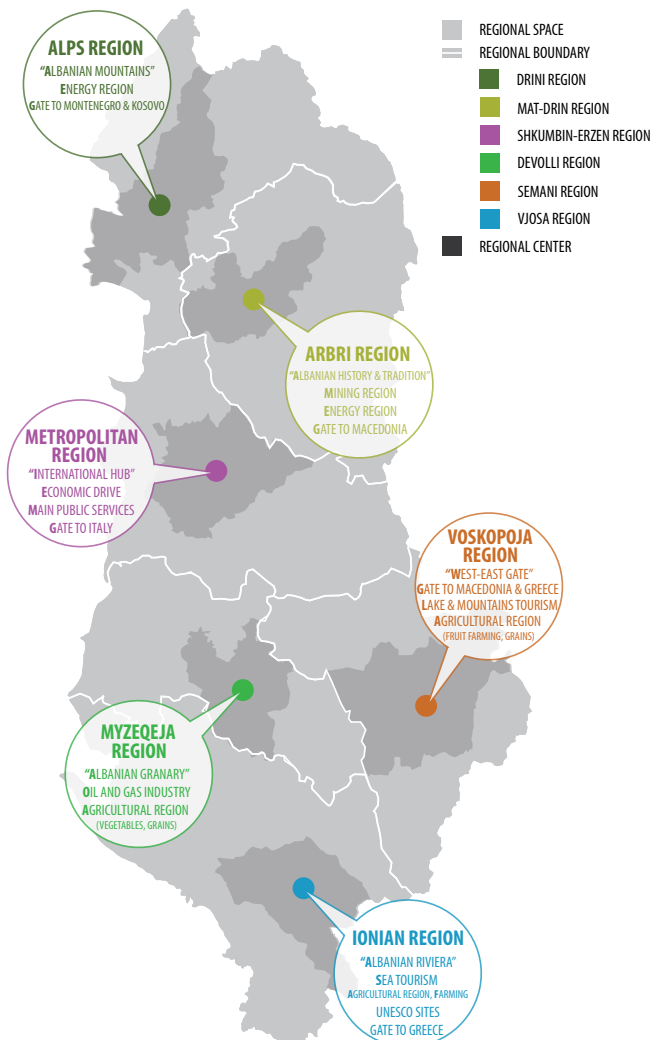 ALPS REGION
"ALBANIAN MOUNTAINS"
ENERGY REGION
GATE TO MONTENEGRO & KOSOVO
REGIONAL SPACE
REGIONAL BOUNDARY
DRINI REGION
MAT-DRIN REGION
SHKUMBIN-ERZEN REGION
DEVOLLI REGION
SEMANI REGION
VJOSA REGION
REGIONAL CENTER
ARBRI REGION
"ALBANIAN HISTORY & TRADITION"
MINING REGION
ENERGY REGION
GATE TO MACEDONIA
METROPOLITAN
REGION
"INTERNATIONAL HUB"
ECONOMIC DRIVE
MAIN PUBLIC SERVICES
GATE TO ITALY
VOSKOPOJA
REGION
"WEST-EAST GATE"
GATE TO MACEDONIA & GREECE
LAKE & MOUNTAINS TOURISM
AGRICULTURAL REGION
(FRUIT FARMING, GRAINS)
MYZEQEJA
REGION
"ALBANIAN GRANARY"
OIL AND GAS INDUSTRY
AGRICULTURAL REGION
(VEGETABLES, GRAINS)
IONIAN REGION
"ALBANIAN RIVIERA"
SEA TOURISM
AGRICULTURAL REGION, FARMING
UNESCO SITES
GATE TO GREECE